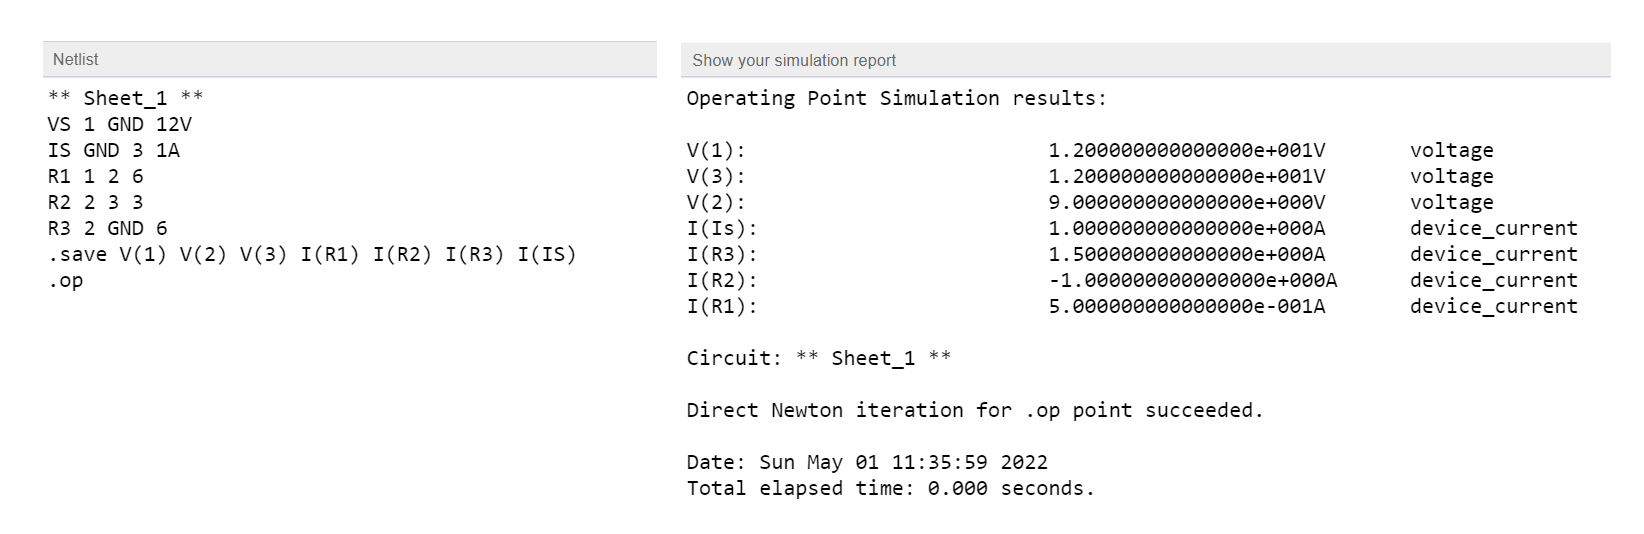 Netlist
** Sheet_1 **
VS 1 GND 12V
IS GND 3 1A
R1 1 2 6
R2 2 3 3
R3 2 GND 6
.save V(1) V(2) V(3) I(R1) I(R2) I(R3) I(IS)
.op
Show your simulation report
Operating Point Simulation results:
V(1): 1.200000000000000e+001V voltage
V(3): 1.200000000000000e+001V voltage
V(2): 9.000000000000000e+000V voltage
I(Is): 1.000000000000000e+000A device_current
I(R3): 1.500000000000000e+000A device_current
I(R2): -1.000000000000000e+000A device_current
I(R1): 5.000000000000000e-001A device_current
Circuit: ** Sheet_1 **
Direct Newton iteration for .op point succeeded.
Date: Sun May 01 11:35:59 2022
Total elapsed time: 0.000 seconds.